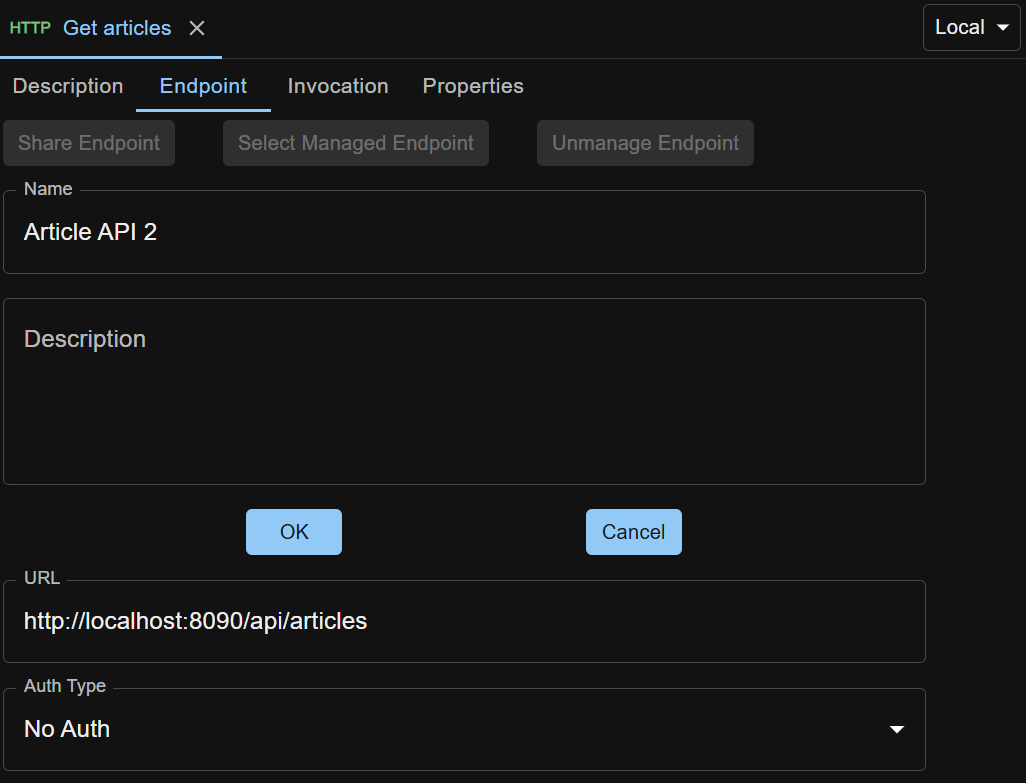 HTTP Get articles Local
Description Endpoint Invocation Properties
Share Endpoint Select Managed Endpoint Unmanage Endpoint
Name
Article API 2
Description
OK Cancel
URL
http://localhost:8090/api/articles
Auth Type
No Auth